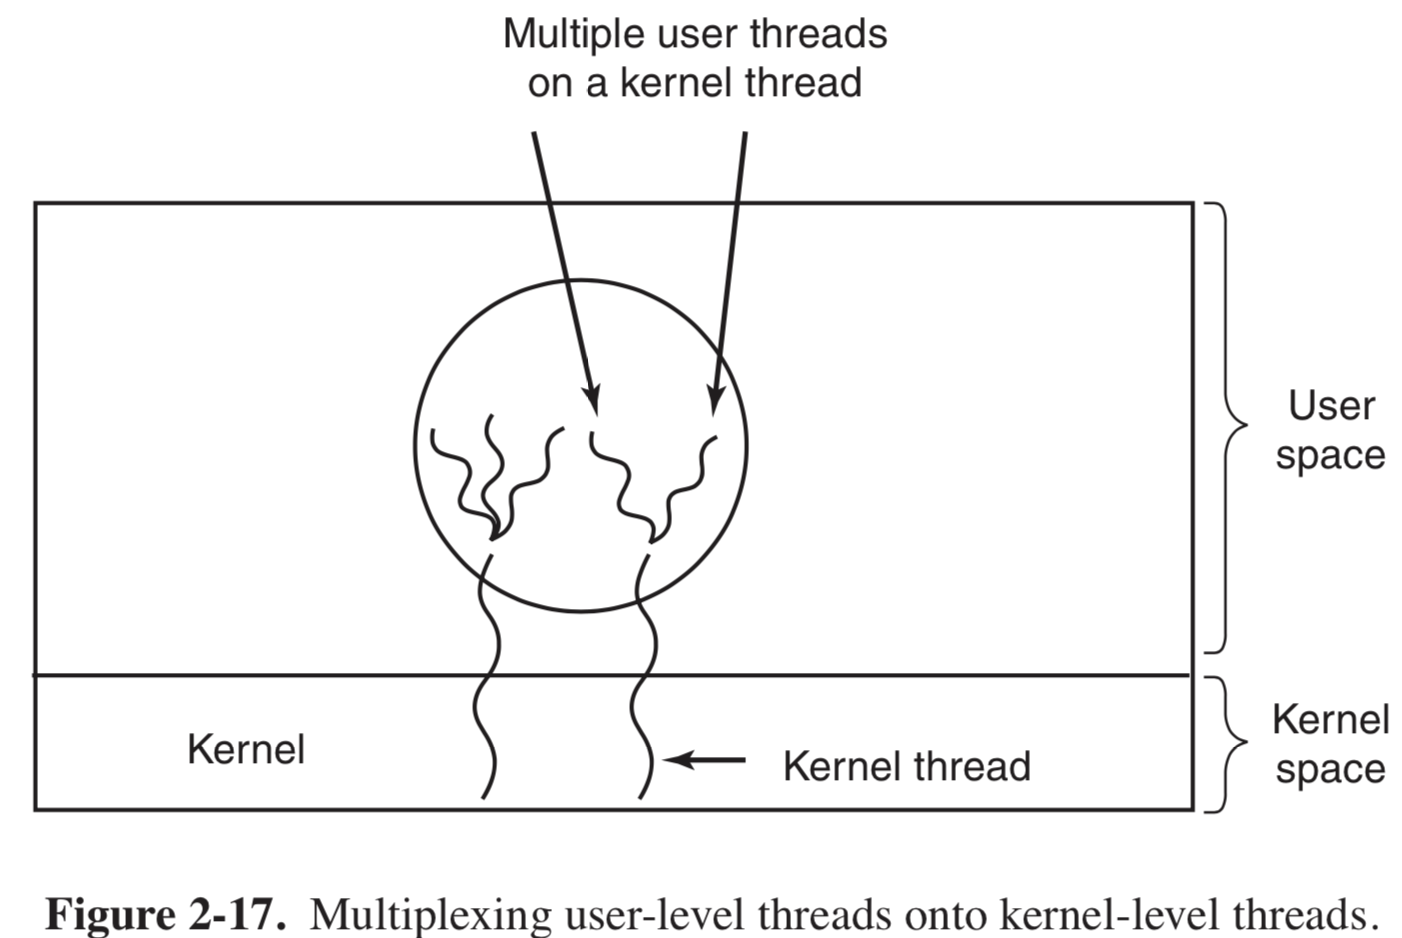 Multiple user threads
on a kernel thread
User
space
Kernel
Kernel thread
Kernel
space
Figure 2-17. Multiplexing user-level threads onto kernel-level threads.